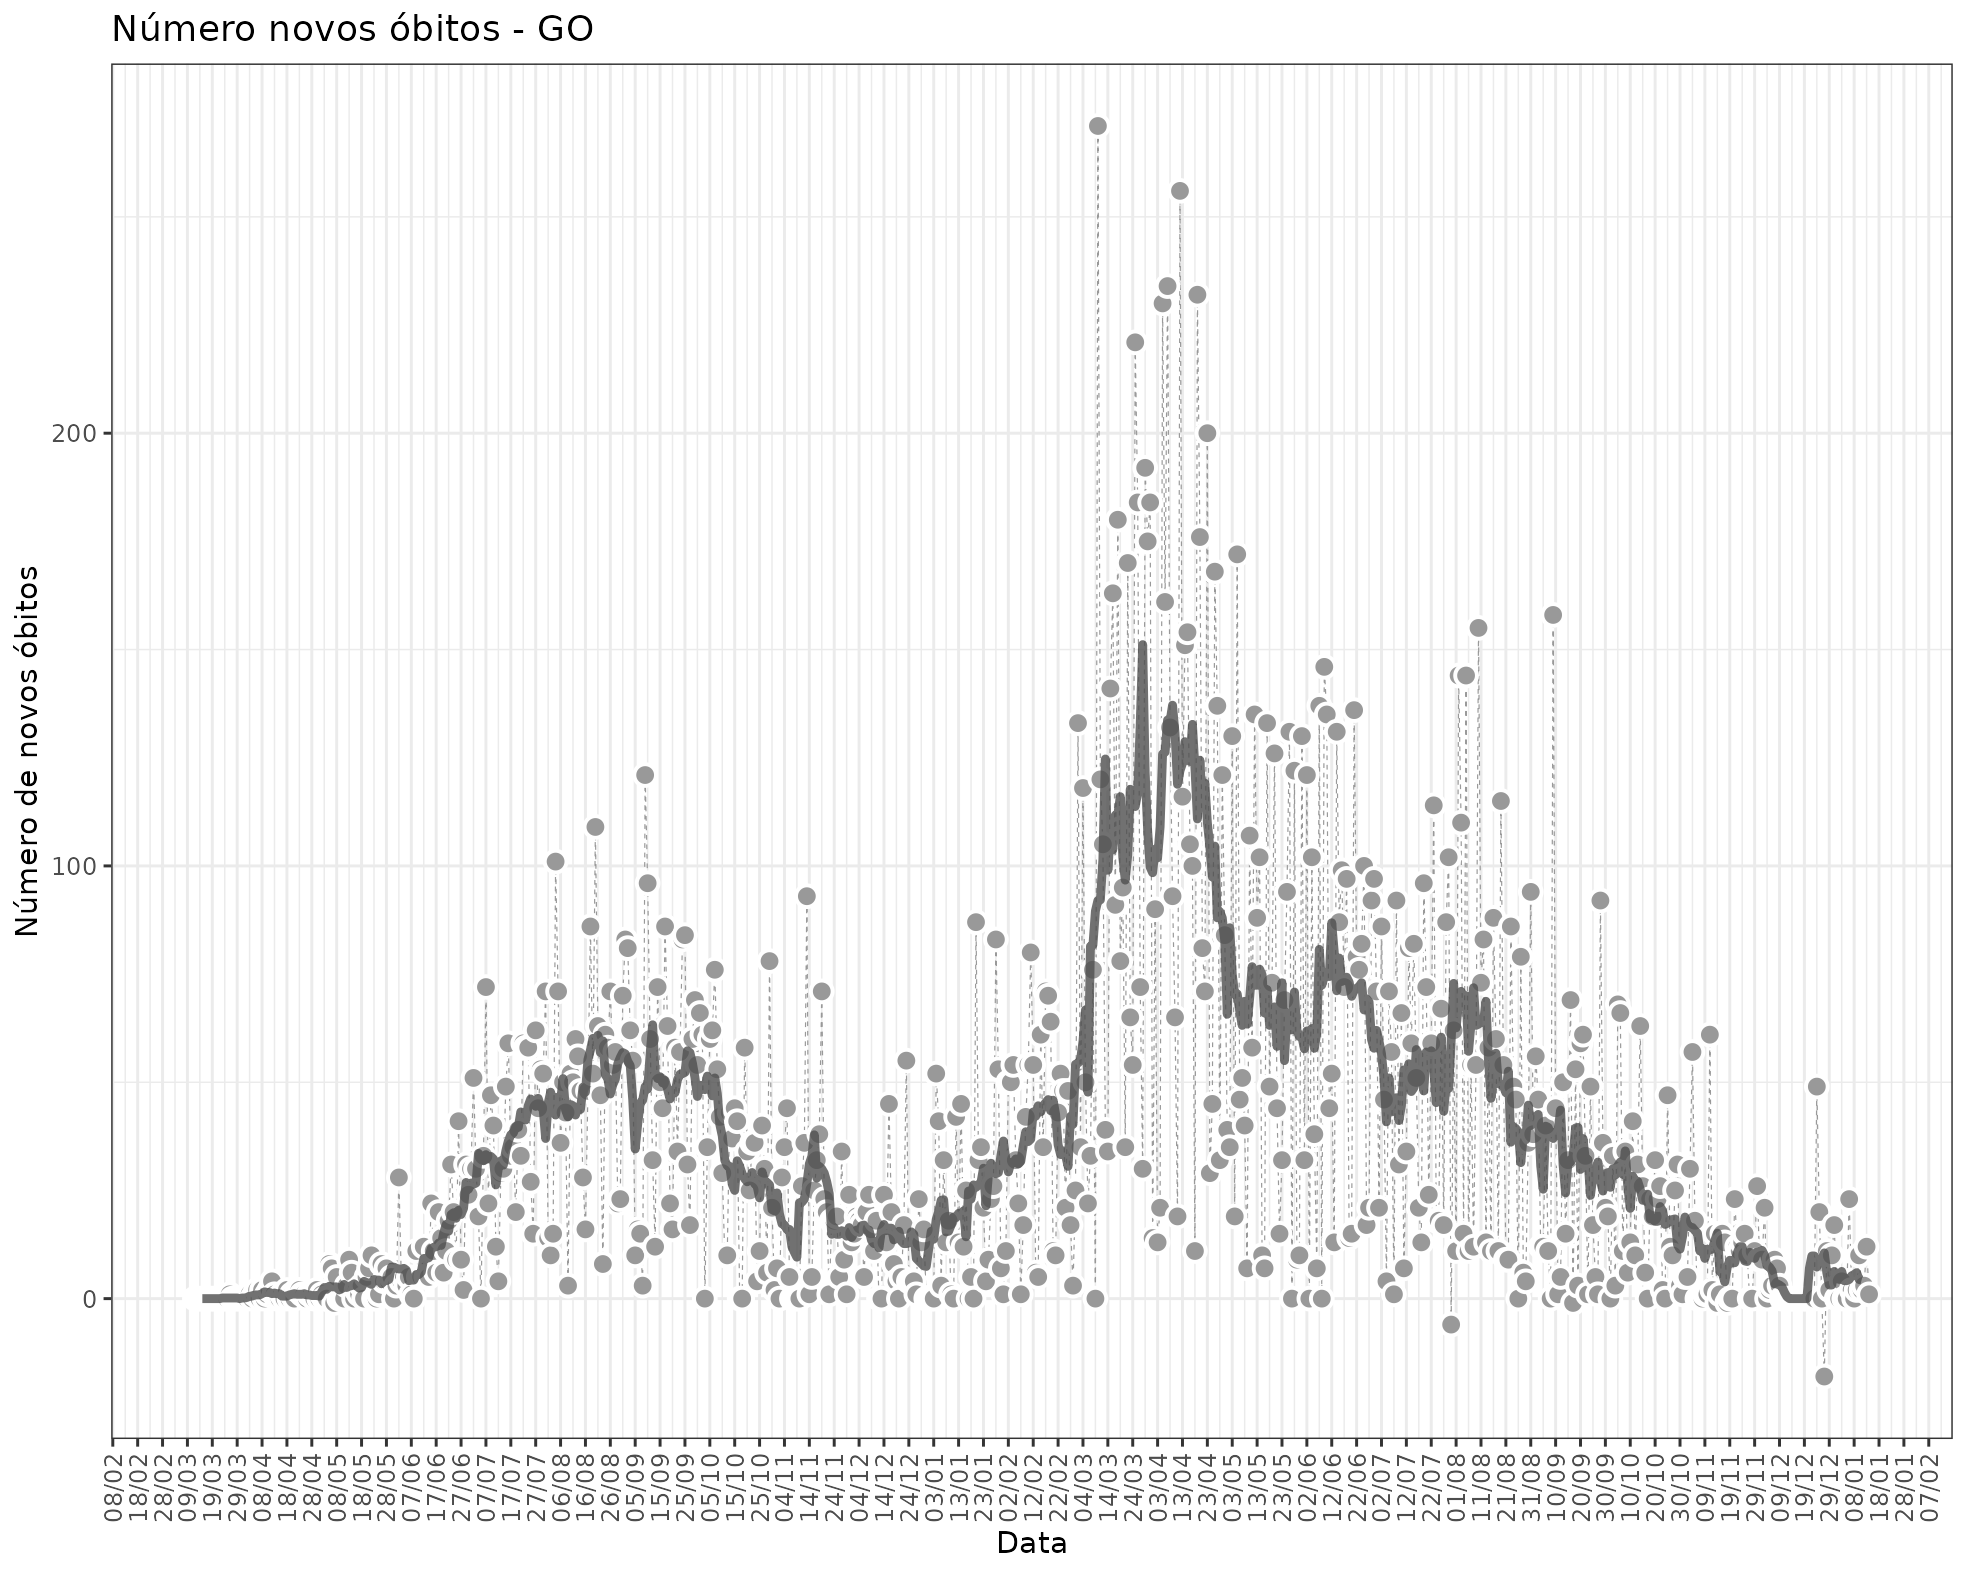 Número novos óbitos - GO
Número de novos óbitos
200
100
0
08/02 18/02 28/02 09/03 19/03 29/03 08/04 18/04 28/04 08/05 18/05 28/05 07/06 17/06 27/06 07/07 17/07 27/07 06/08 16/08 26/08 05/09 15/09 25/09 05/10 15/10 25/10 04/11 14/11 24/11 04/12 14/12 24/12 03/01 13/01 23/01 02/02 12/02 22/02 04/03 14/03 24/03 03/04 13/04 23/04 03/05 13/05 23/05 02/06 12/06 22/06 02/07 12/07 22/07 01/08 11/08 21/08 31/08 10/09 20/09 30/09 10/10 20/10 30/10 09/11 19/11 29/11 09/12 19/12 29/12 08/01 18/01 28/01 07/02
Data